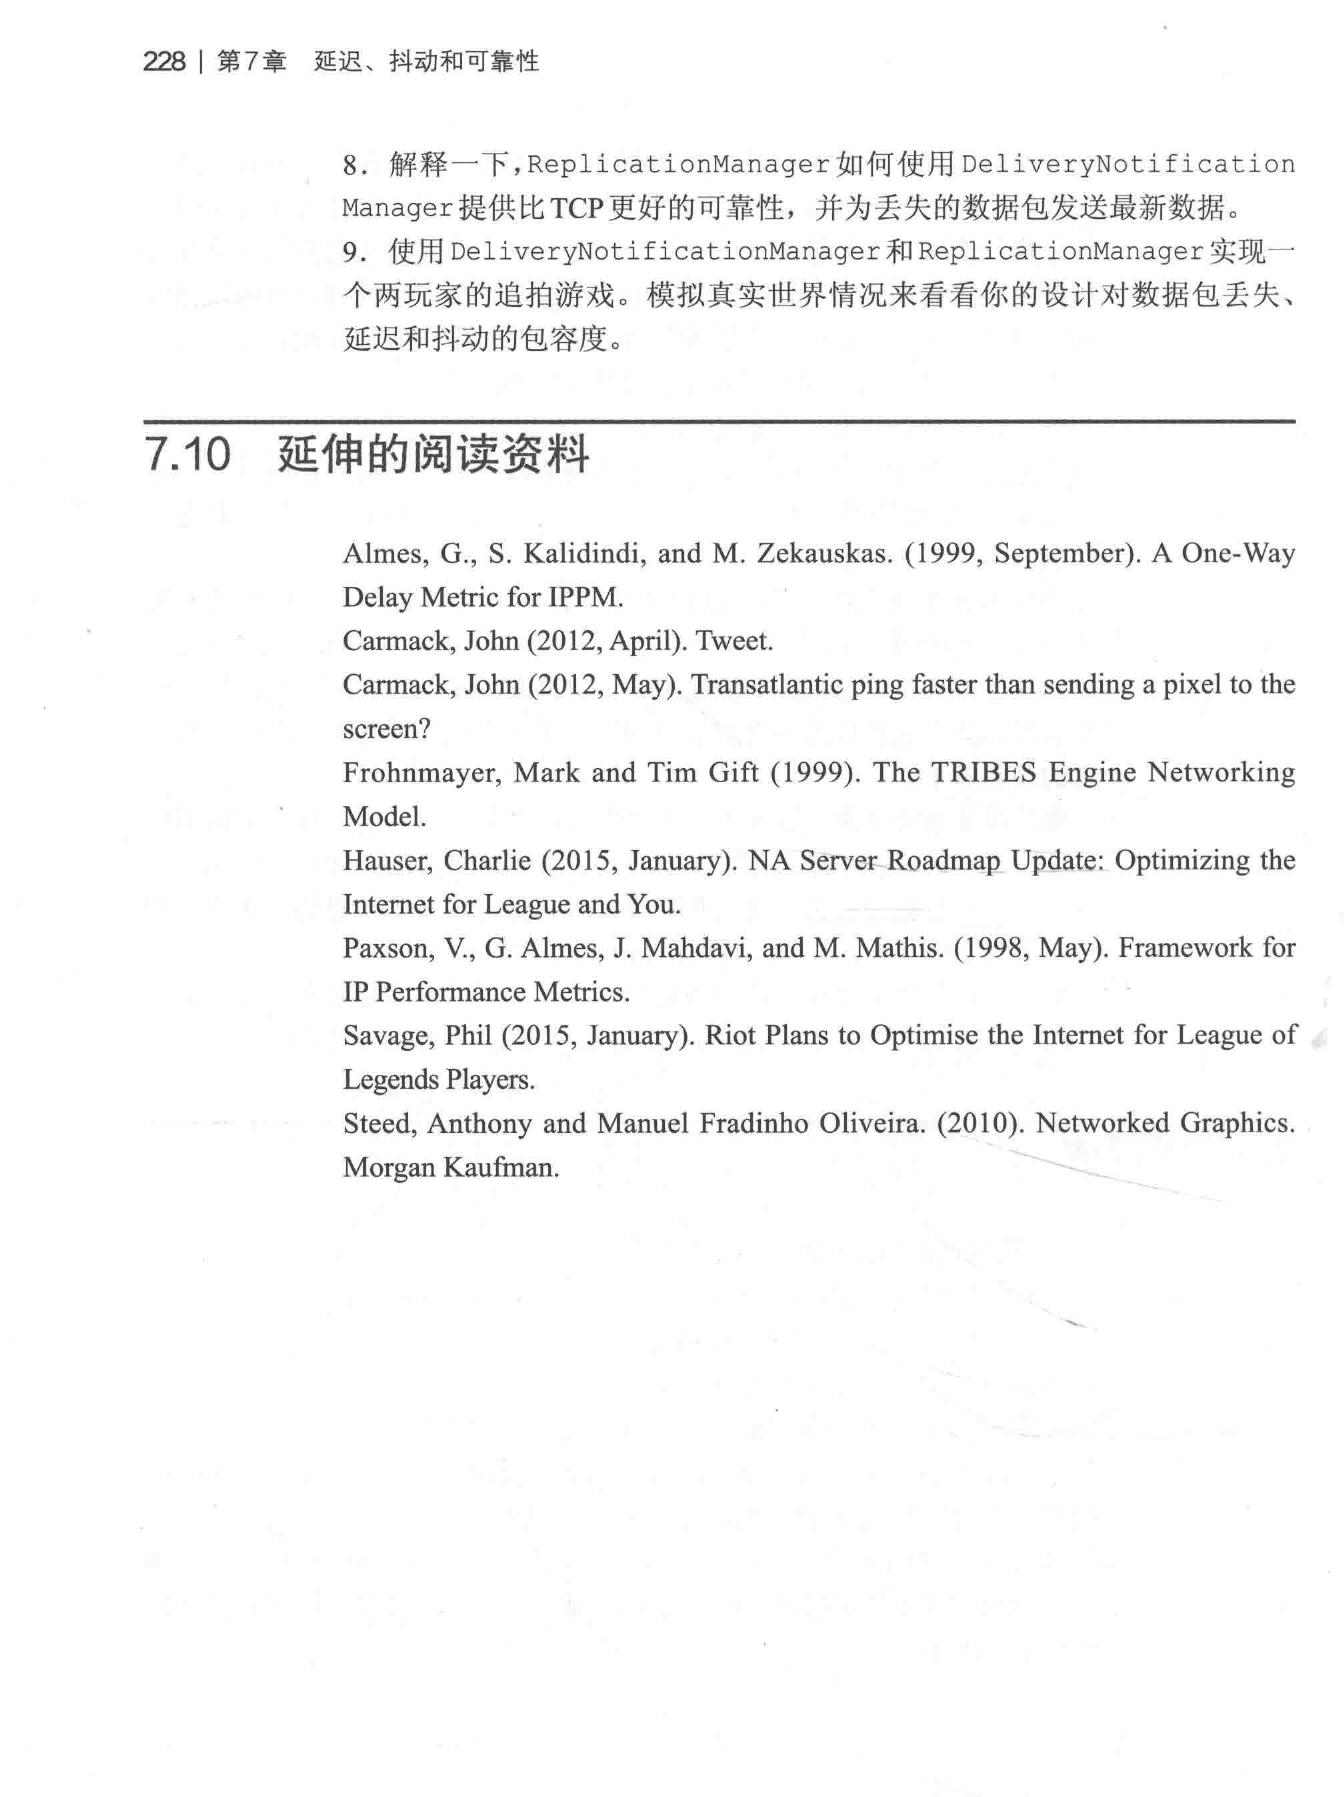 228 | 第7章 延迟、抖动和可靠性
8. 解释一下，ReplicationManager如何使用DeliveryNotification
Manager提供比TCP更好的可靠性，并为丢失的数据包发送最新数据。
9. 使用DeliveryNotificationManager和ReplicationManager实现一
个两玩家的追拍游戏。模拟真实世界情况来看看你的设计对数据包丢失、
延迟和抖动的包容度。
7.10 延伸的阅读资料
Almes, G., S. Kalidindi, and M. Zekauskas. (1999, September). A One-Way
Delay Metric for IPPM.
Carmack, John (2012, April). Tweet.
Carmack, John (2012, May). Transatlantic ping faster than sending a pixel to the
screen?
Frohnmayer, Mark and Tim Gift (1999). The TRIBES Engine Networking
Model.
Hauser, Charlie (2015, January). NA Server Roadmap Update: Optimizing the
Internet for League and You.
Paxson, V., G. Almes, J. Mahdavi, and M. Mathis. (1998, May). Framework for
IP Performance Metrics.
Savage, Phil (2015, January). Riot Plans to Optimise the Internet for League of
Legends Players.
Steed, Anthony and Manuel Fradinho Oliveira. (2010). Networked Graphics.
Morgan Kaufman.